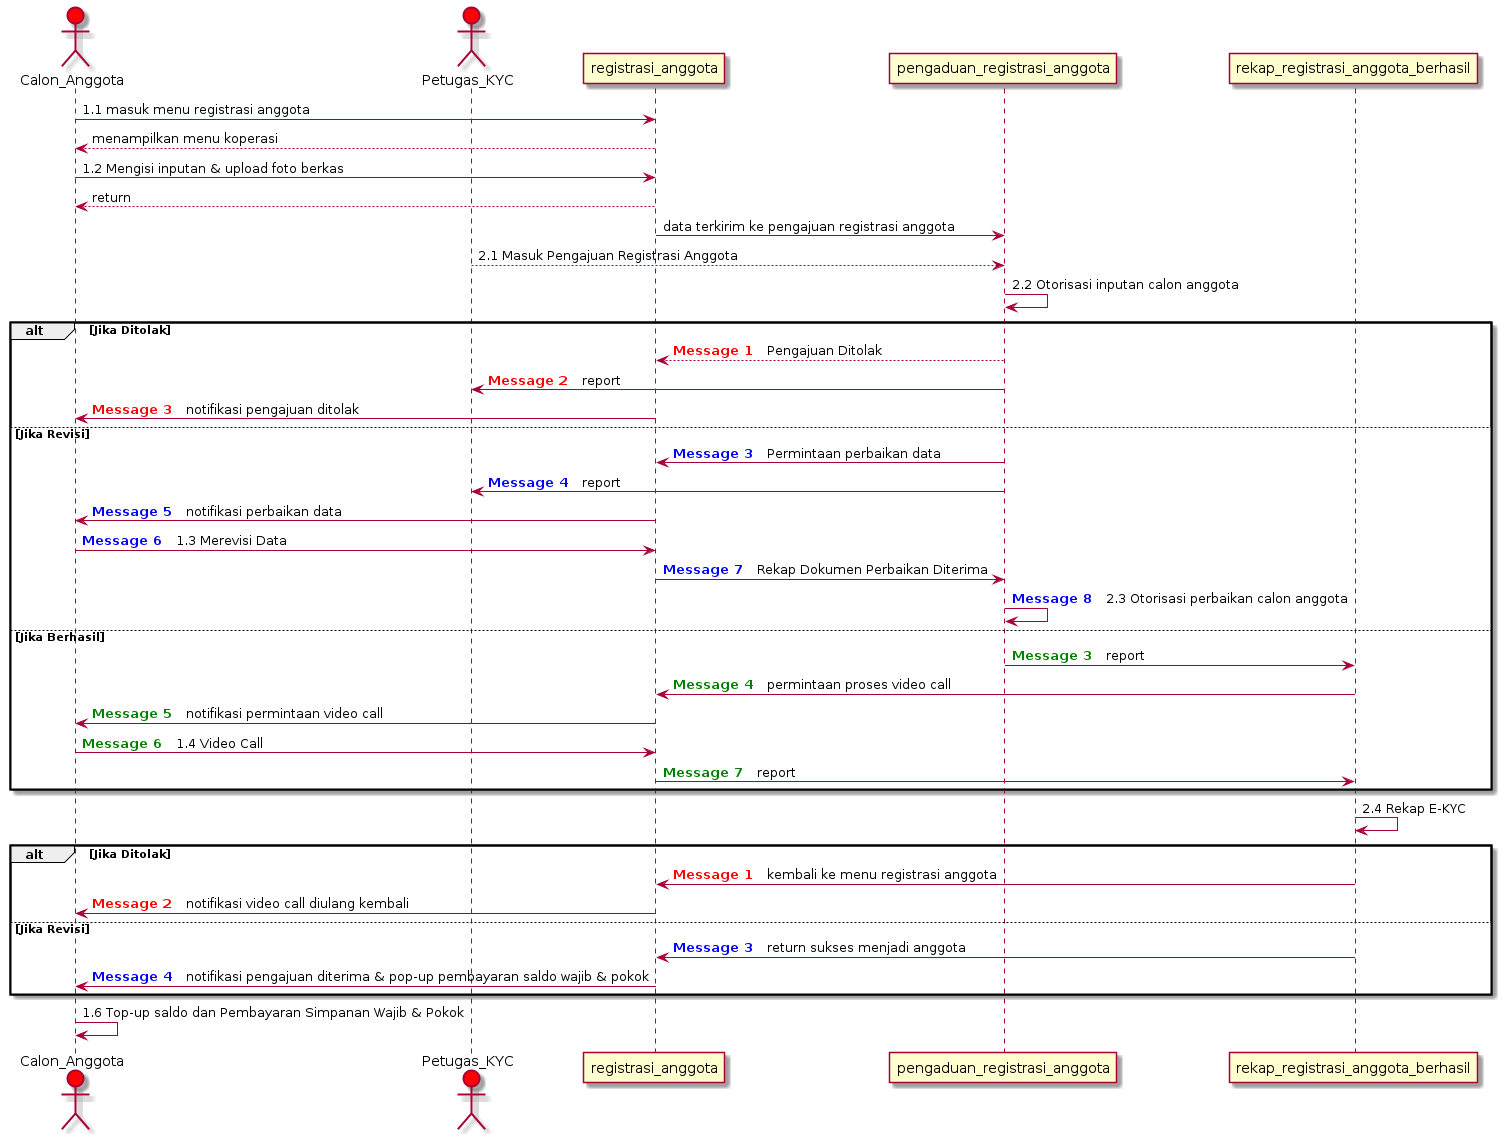 Calon_Anggota
Petugas_KYC
registrasi_anggota
pengaduan_registrasi_anggota
rekap_registrasi_anggota_berhasil
1.1 masuk menu registrasi anggota
menampilkan menu koperasi
1.2 Mengisi inputan & upload foto berkas
return
data terkirim ke pengajuan registrasi anggota
2.1 Masuk Pengajuan Registrasi Anggota
2.2 Otorisasi inputan calon anggota
alt [Jika Ditolak]
Message 1 Pengajuan Ditolak
Message 2 report
Message 3 notifikasi pengajuan ditolak
[Jika Revisi]
Message 3 Permintaan perbaikan data
Message 4 report
Message 5 notifikasi perbaikan data
Message 6 1.3 Merevisi Data
Message 7 Rekap Dokumen Perbaikan Diterima
Message 8 2.3 Otorisasi perbaikan calon anggota
[Jika Berhasil]
Message 3 report
Message 4 permintaan proses video call
Message 5 notifikasi permintaan video call
Message 6 1.4 Video Call
Message 7 report
2.4 Rekap E-KYC
alt [Jika Ditolak]
Message 1 kembali ke menu registrasi anggota
Message 2 notifikasi video call diulang kembali
[Jika Revisi]
Message 3 return sukses menjadi anggota
Message 4 notifikasi pengajuan diterima & pop-up pembayaran saldo wajib & pokok
1.6 Top-up saldo dan Pembayaran Simpanan Wajib & Pokok
Calon_Anggota
Petugas_KYC
registrasi_anggota
pengaduan_registrasi_anggota
rekap_registrasi_anggota_berhasil